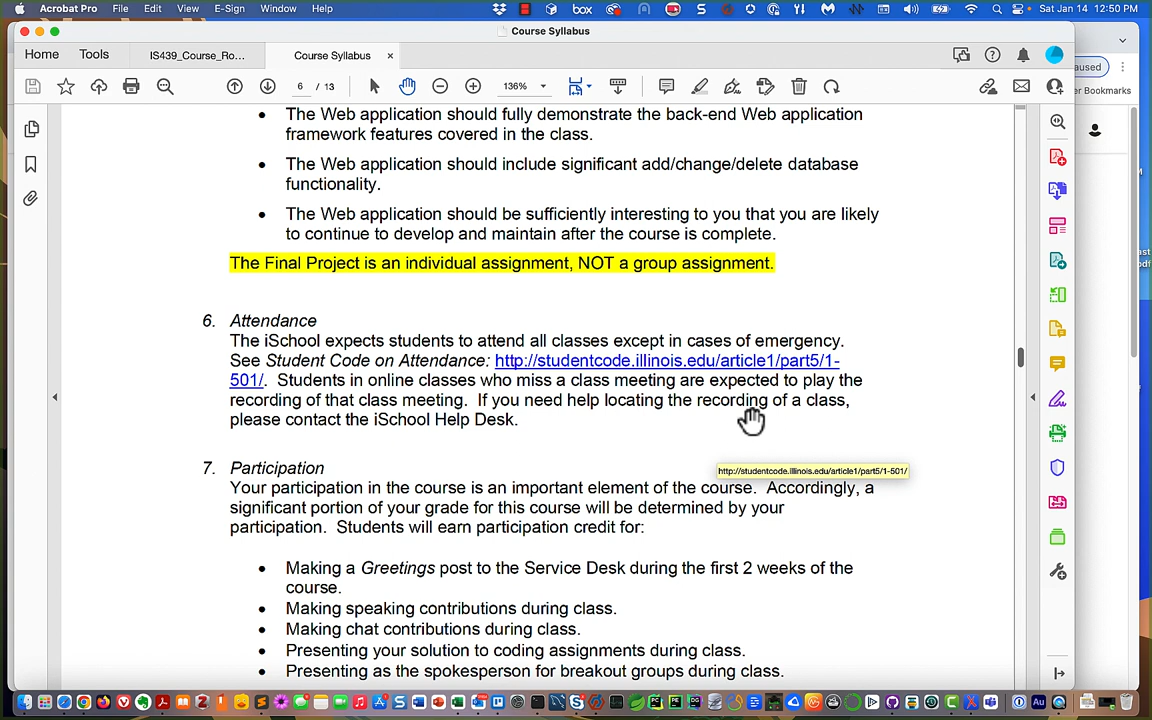 Acrobat Pro File Edit View E-Sign Window Help box Sat Jan 14 12:50 PM
Course Syllabus
Home Tools IS439_Course_Ro... Course Syllabus ×
6 / 13 136%
er Bookmarks
• The Web application should fully demonstrate the back-end Web application
framework features covered in the class.
• The Web application should include significant add/change/delete database
functionality.
• The Web application should be sufficiently interesting to you that you are likely
to continue to develop and maintain after the course is complete.
The Final Project is an individual assignment, NOT a group assignment.
6. Attendance
The iSchool expects students to attend all classes except in cases of emergency.
See Student Code on Attendance: http://studentcode.illinois.edu/article1/part5/1-
501/. Students in online classes who miss a class meeting are expected to play the
recording of that class meeting. If you need help locating the recording of a class,
please contact the iSchool Help Desk.
http://studentcode.illinois.edu/article1/part5/1-501/
7. Participation
Your participation in the course is an important element of the course. Accordingly, a
significant portion of your grade for this course will be determined by your
participation. Students will earn participation credit for:
• Making a Greetings post to the Service Desk during the first 2 weeks of the
course.
• Making speaking contributions during class.
• Making chat contributions during class.
• Presenting your solution to coding assignments during class.
• Presenting as the spokesperson for breakout groups during class.